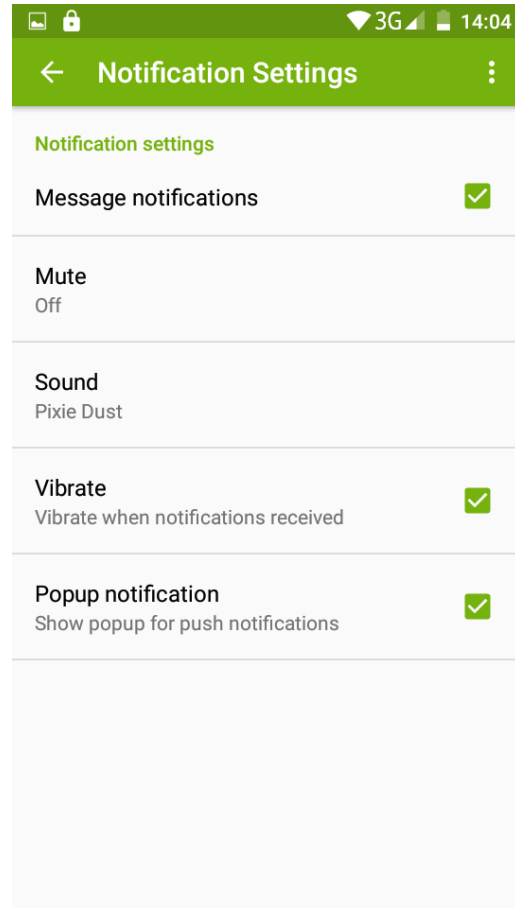 3G 14:04
Notification Settings
Notification settings
Message notifications
Mute
Off
Sound
Pixie Dust
Vibrate
Vibrate when notifications received
Popup notification
Show popup for push notifications